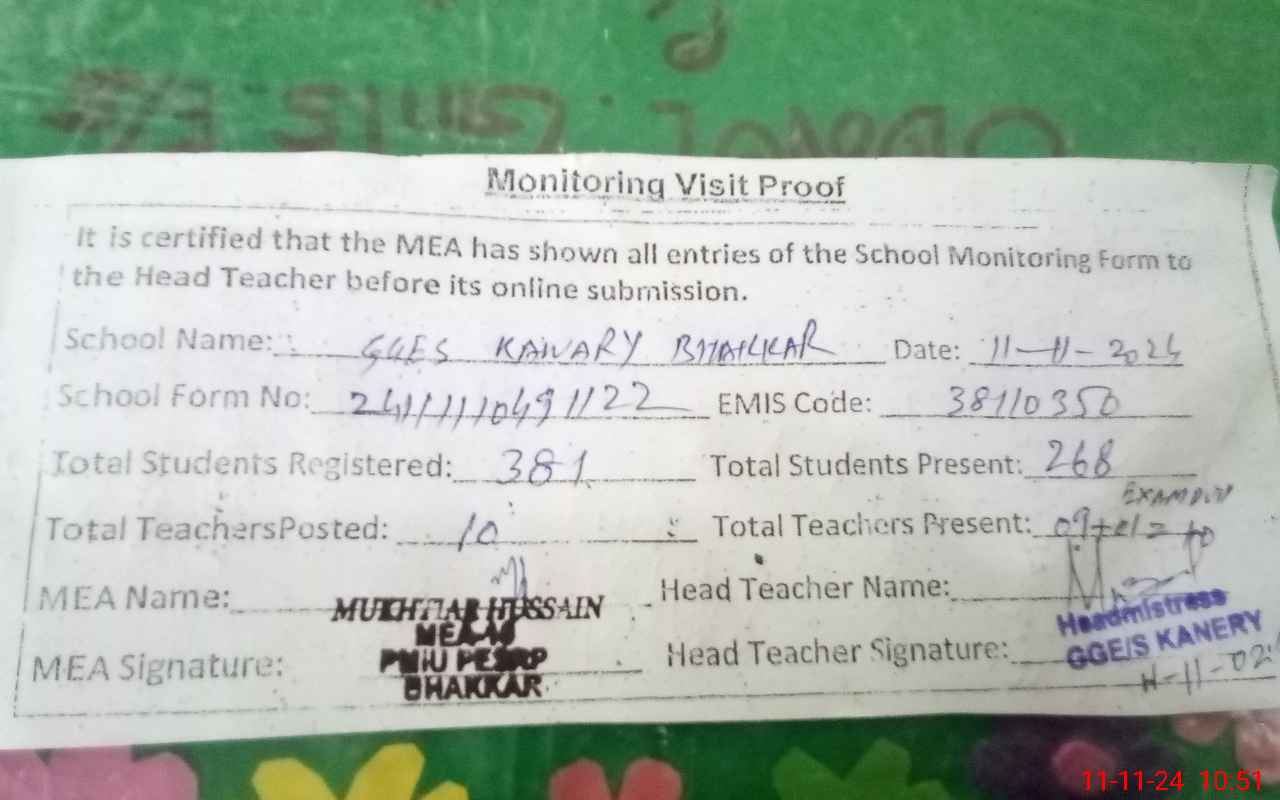 Monitoring Visit Proof
It is certified that the MEA has shown all entries of the School Monitoring Form to
the Head Teacher before its online submission.
School Name: GGES KANARY BHAKKAR Date: 11-11-2024
School Form No: EMIS Code: 38110350
Total Students Registered: 381 Total Students Present: 268
Total TeachersPosted: 10 Total Teachers Present: 09+01=10
MEA Name: MUKHTIAR HUSSAIN Head Teacher Name:
MEA Signature: PMIU PESRP BHAKKAR Head Teacher Signature:
Headmistress
GGE/S KANERY
11-11-02
11-11-24 10:51